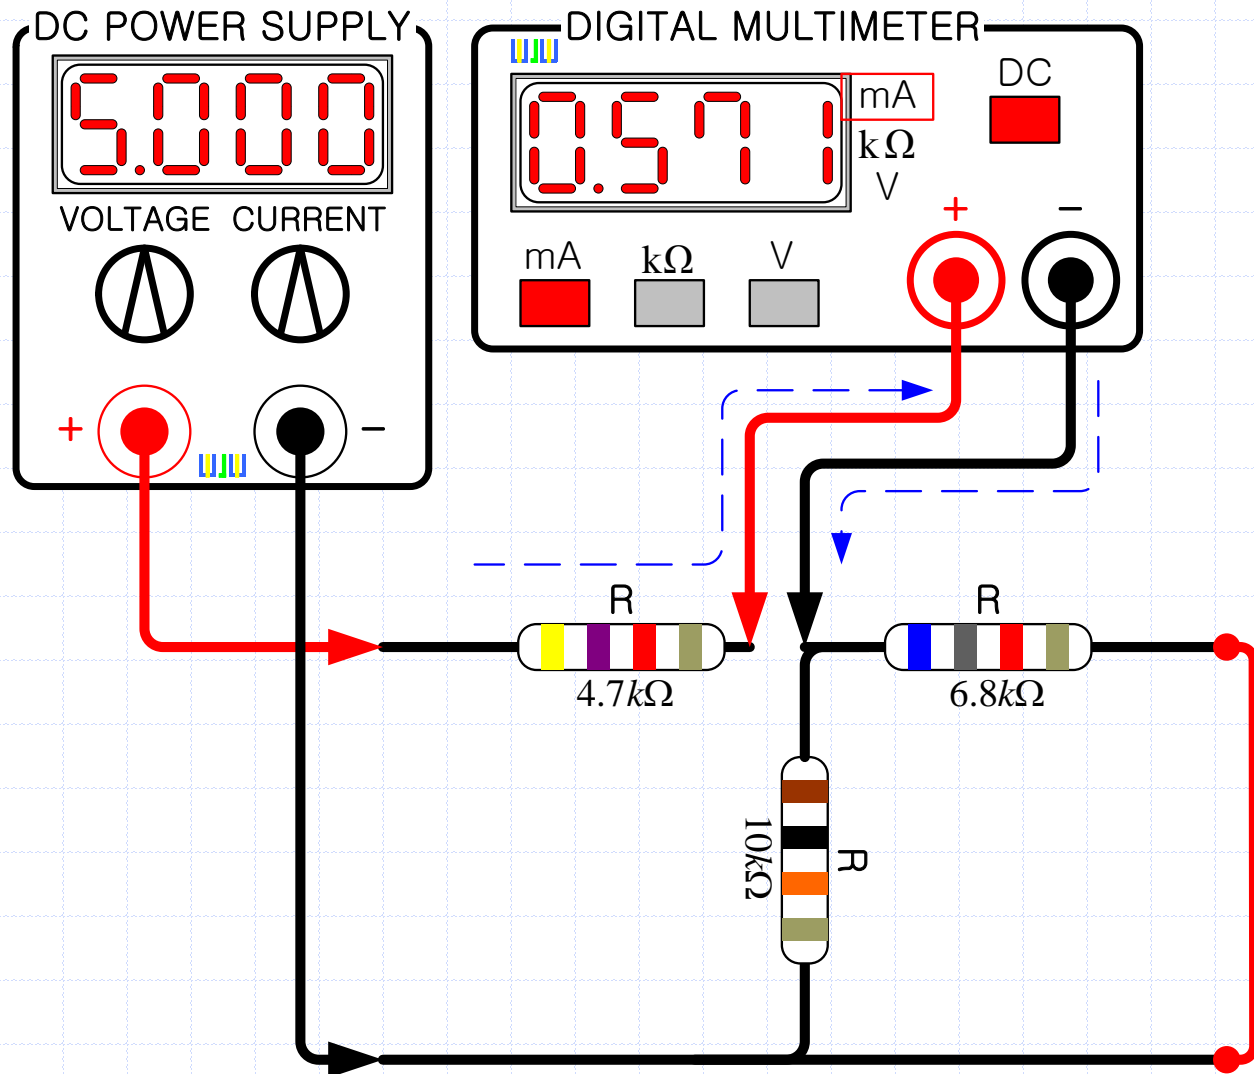 DC POWER SUPPLY
5.000
VOLTAGE CURRENT
+ −
DIGITAL MULTIMETER
0.571
mA
kΩ
V
DC
+ −
mA kΩ V
R
4.7kΩ
R
6.8kΩ
R
10kΩ